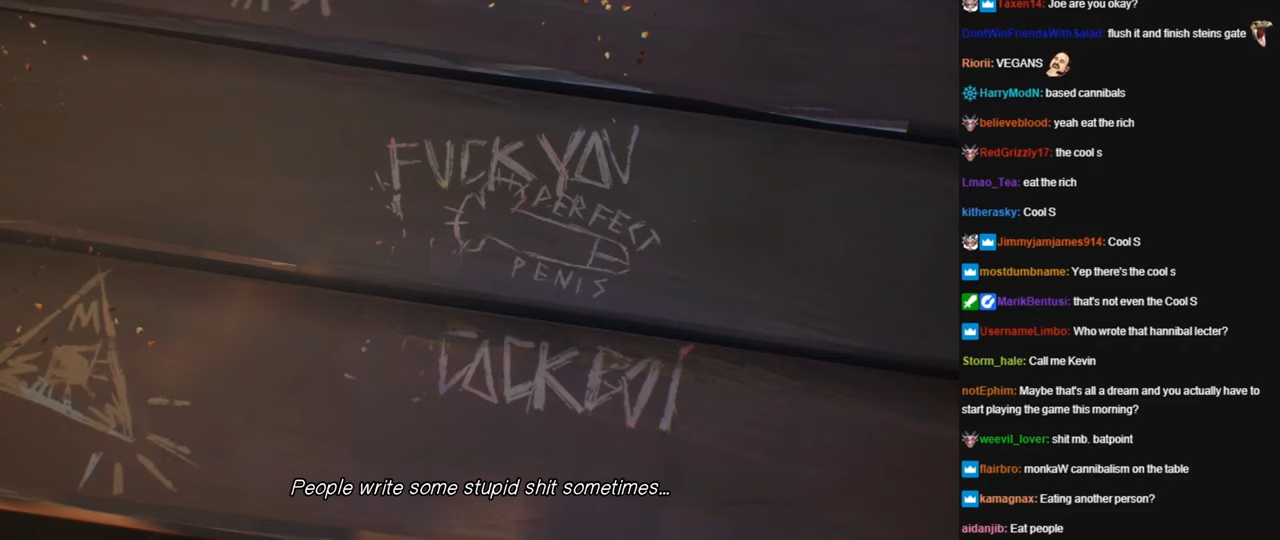 FUCK YOV
MY PERFECT
PENIS
M
COCKBOI
People write some stupid shit sometimes...
Taxen14: Joe are you okay?
DontWinFriendsWithSalad: flush it and finish steins gate
Riorii: VEGANS
HarryModN: based cannibals
believeblood: yeah eat the rich
RedGrizzly17: the cool s
Lmao_Tea: eat the rich
kitherasky: Cool S
Jimmyjamjames914: Cool S
mostdumbname: Yep there's the cool s
MarikBentusi: that's not even the Cool S
UsernameLimbo: Who wrote that hannibal lecter?
Storm_hale: Call me Kevin
notEphim: Maybe that's all a dream and you actually have to
start playing the game this morning?
weevil_lover: shit mb. batpoint
flairbro: monkaW cannibalism on the table
kamagnax: Eating another person?
aidanjib: Eat people